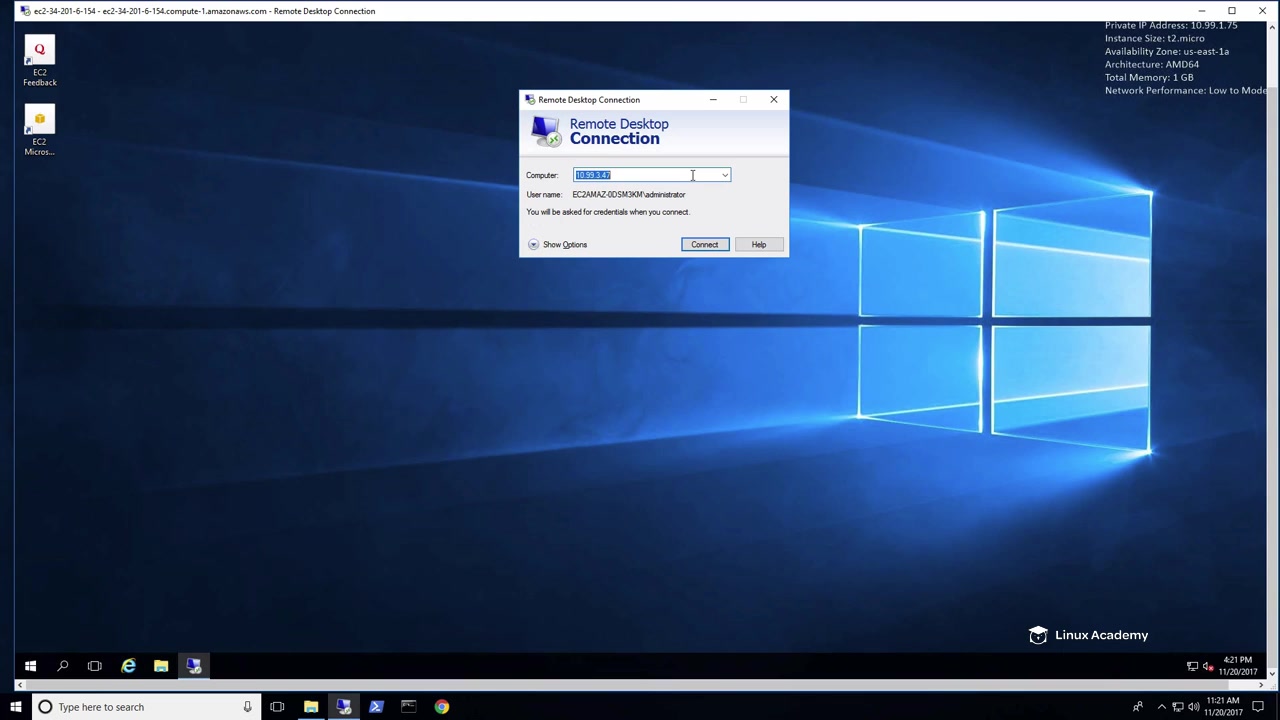 ec2-34-201-6-154 - ec2-34-201-6-154.compute-1.amazonaws.com - Remote Desktop Connection
Private IP Address: 10.99.1.75
Instance Size: t2.micro
Availability Zone: us-east-1a
Architecture: AMD64
Total Memory: 1 GB
Network Performance: Low to Mode
EC2
Feedback
EC2
Micros...
Remote Desktop Connection
Remote Desktop
Connection
Computer: 10.99.3.47
User name: EC2AMAZ-0DSM3KM\administrator
You will be asked for credentials when you connect.
Show Options
Connect
Help
Linux Academy
4:21 PM
11/20/2017
Type here to search
11:21 AM
11/20/2017